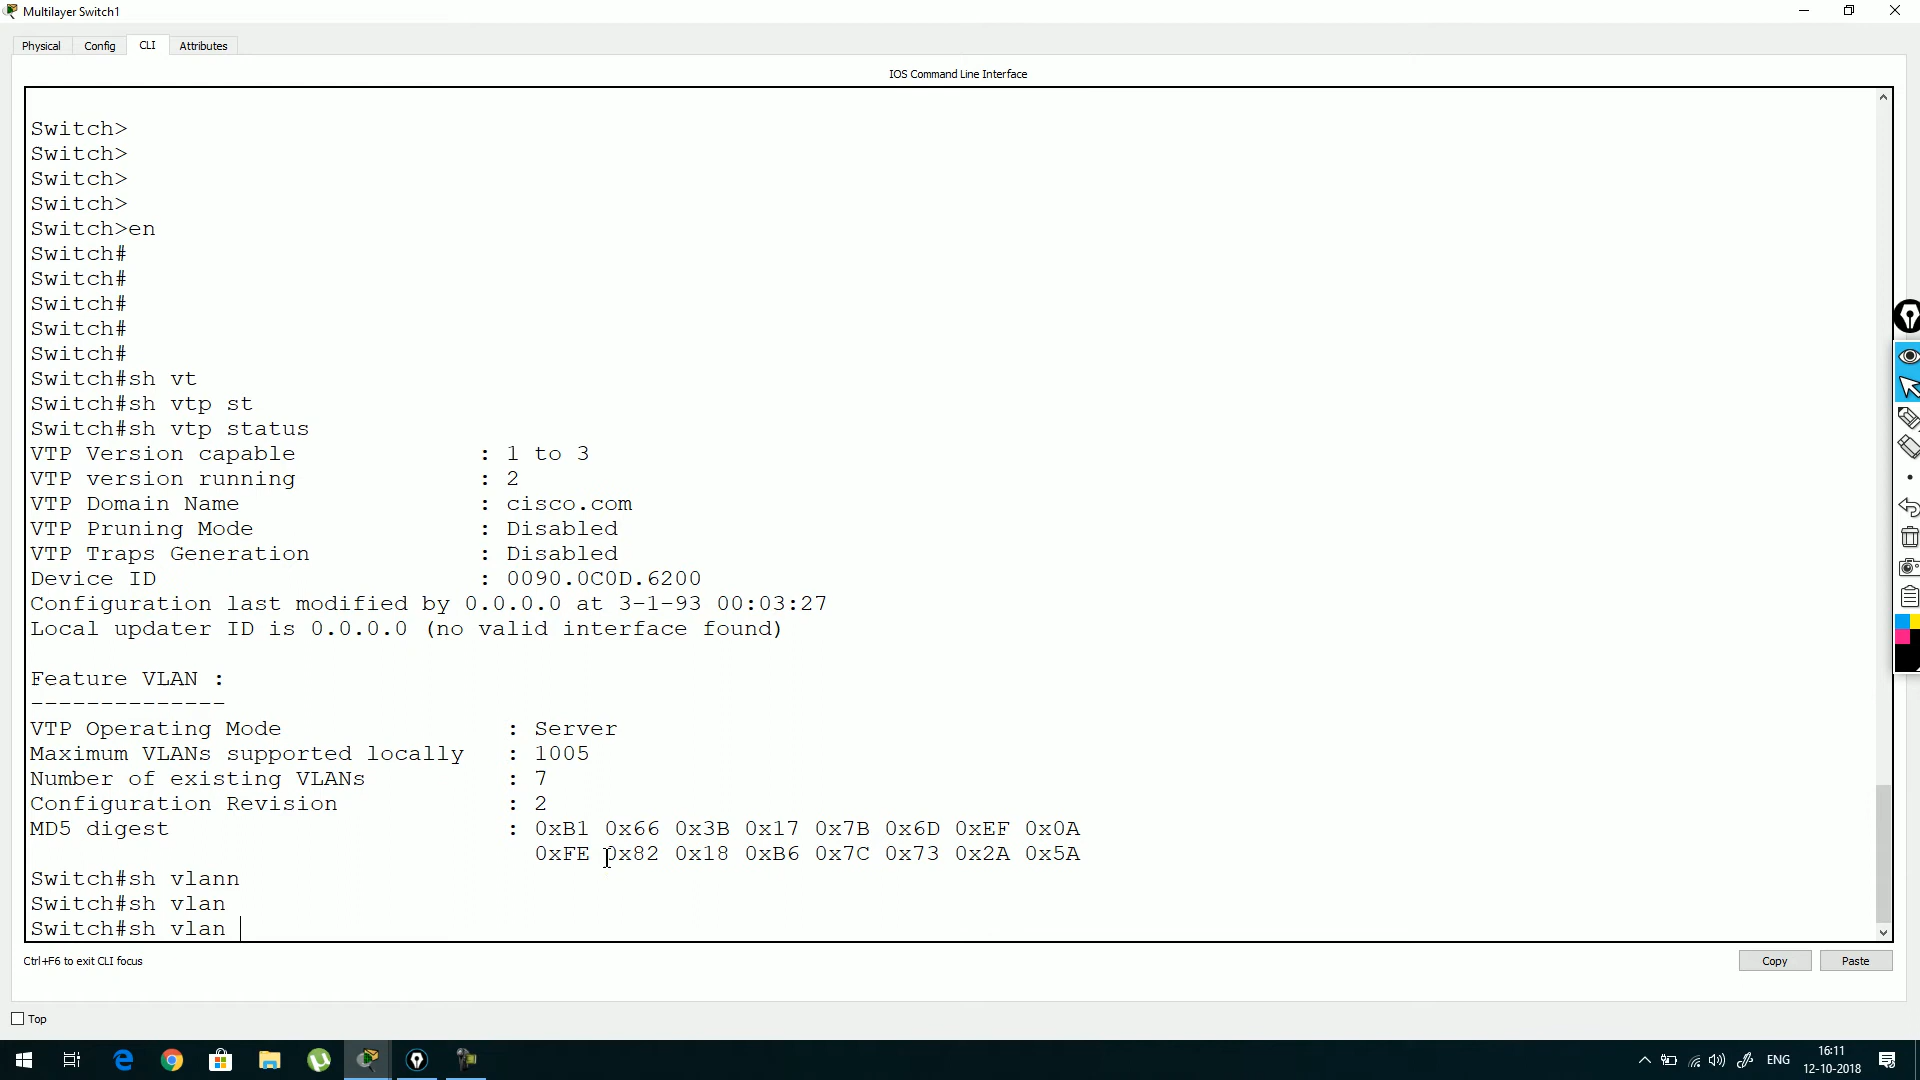 Multilayer Switch1
Physical Config CLI Attributes
IOS Command Line Interface
Switch>
Switch>
Switch>
Switch>
Switch>en
Switch#
Switch#
Switch#
Switch#
Switch#
Switch#sh vt
Switch#sh vtp st
Switch#sh vtp status
VTP Version capable : 1 to 3
VTP version running : 2
VTP Domain Name : cisco.com
VTP Pruning Mode : Disabled
VTP Traps Generation : Disabled
Device ID : 0090.0C0D.6200
Configuration last modified by 0.0.0.0 at 3-1-93 00:03:27
Local updater ID is 0.0.0.0 (no valid interface found)
Feature VLAN :
--------------
VTP Operating Mode : Server
Maximum VLANs supported locally : 1005
Number of existing VLANs : 7
Configuration Revision : 2
MD5 digest : 0xB1 0x66 0x3B 0x17 0x7B 0x6D 0xEF 0x0A
0xFE 0x82 0x18 0xB6 0x7C 0x73 0x2A 0x5A
Switch#sh vlann
Switch#sh vlan
Switch#sh vlan
Ctrl+F6 to exit CLI focus
Copy Paste
Top
ENG
16:11
12-10-2018